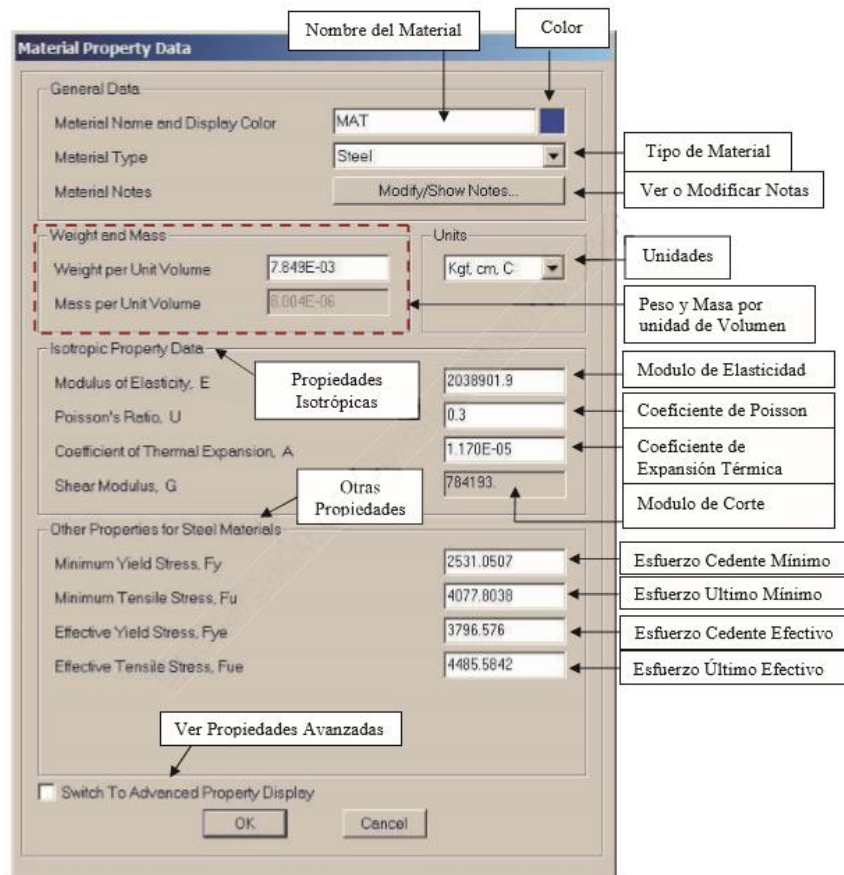 Nombre del Material
Color
Material Property Data
General Data
Material Name and Display Color
MAT
Material Type
Steel
Tipo de Material
Material Notes
Modify/Show Notes...
Ver o Modificar Notas
Weight and Mass
Units
Weight per Unit Volume
7.849E-03
Kgf, cm, C
Unidades
Mass per Unit Volume
8.004E-06
Peso y Masa por
unidad de Volumen
Isotropic Property Data
Modulus of Elasticity, E
Propiedades
Isotrópicas
2038901.9
Modulo de Elasticidad
Poisson's Ratio, U
0.3
Coeficiente de Poisson
Coefficient of Thermal Expansion, A
1.170E-05
Coeficiente de
Expansión Térmica
Shear Modulus, G
Otras
Propiedades
784193.
Modulo de Corte
Other Properties for Steel Materials
Minimum Yield Stress, Fy
2531.0507
Esfuerzo Cedente Mínimo
Minimum Tensile Stress, Fu
4077.8038
Esfuerzo Ultimo Mínimo
Effective Yield Stress, Fye
3796.576
Esfuerzo Cedente Efectivo
Effective Tensile Stress, Fue
4485.5842
Esfuerzo Último Efectivo
Ver Propiedades Avanzadas
Switch To Advanced Property Display
OK
Cancel